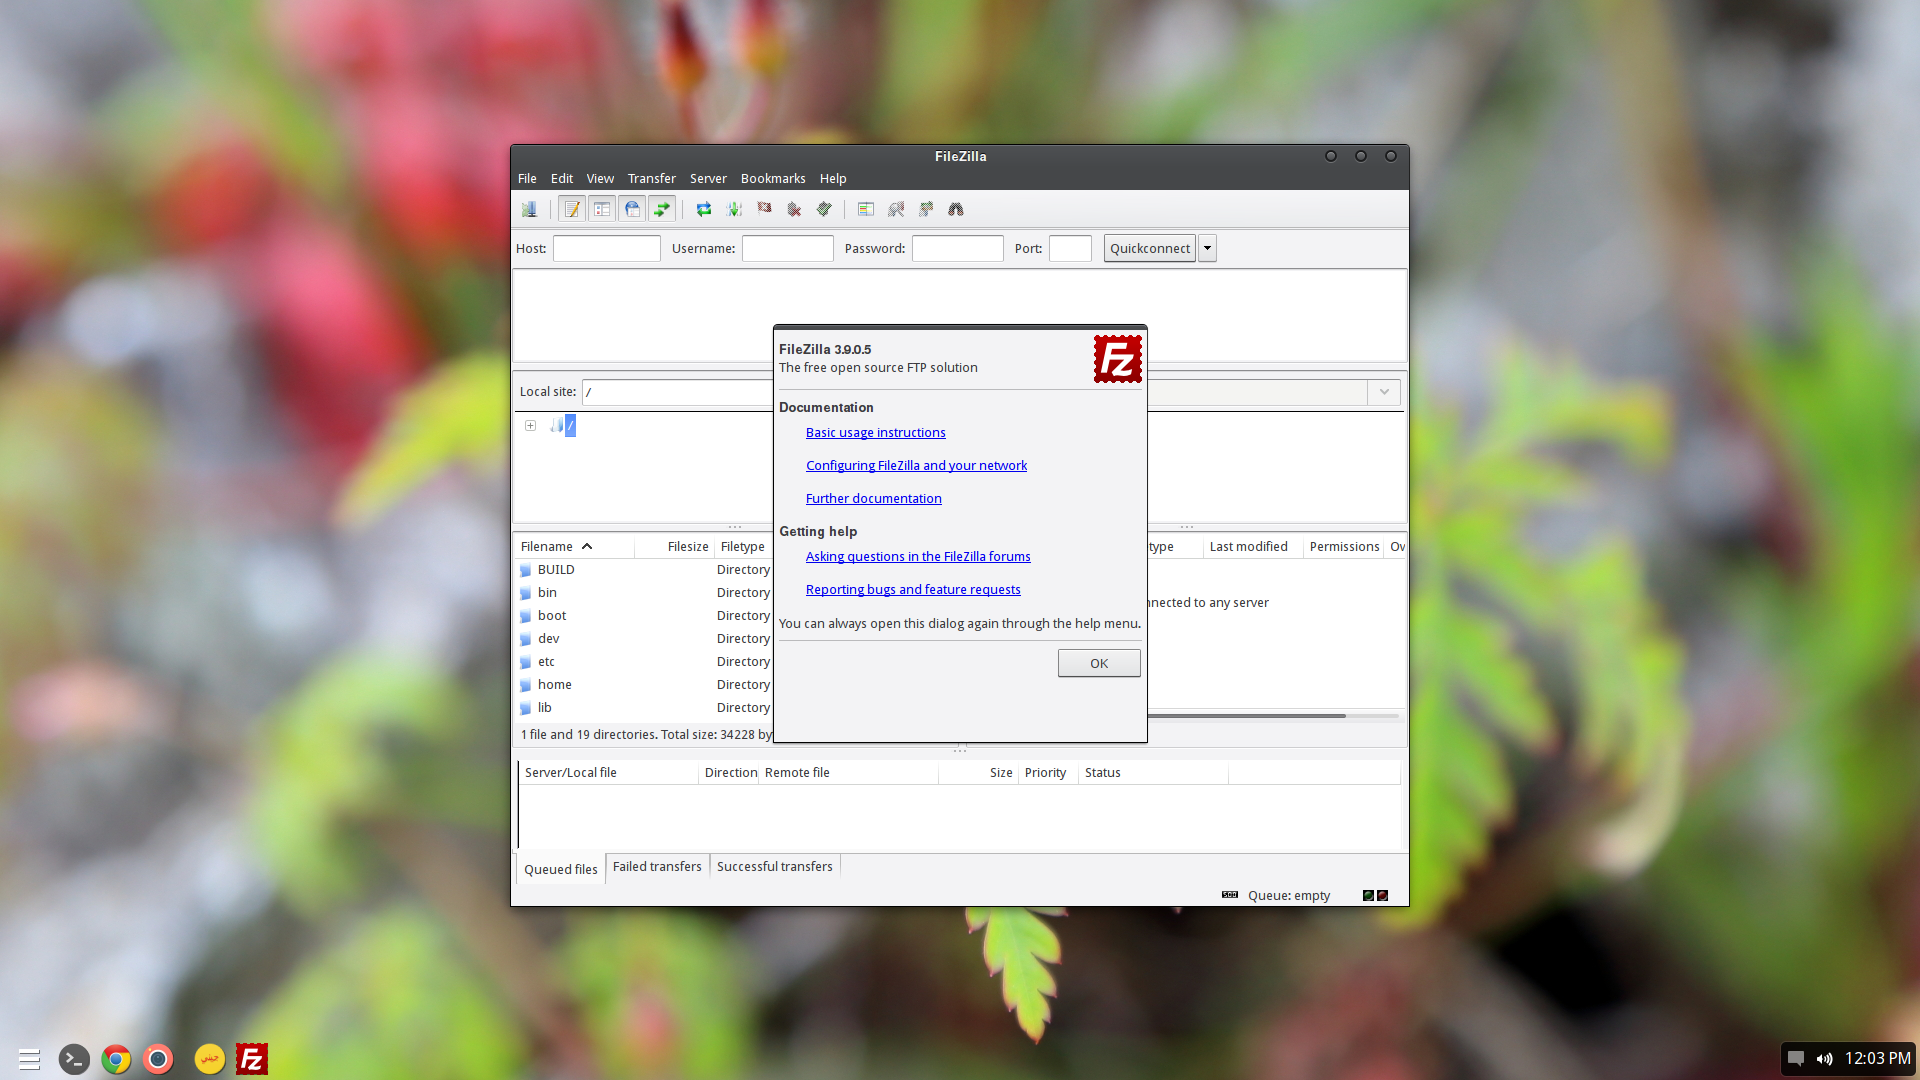 FileZilla
File Edit View Transfer Server Bookmarks Help
Host: Username: Password: Port: Quickconnect
FileZilla 3.9.0.5
The free open source FTP solution
Fz
Documentation
Basic usage instructions
Configuring FileZilla and your network
Further documentation
Getting help
Asking questions in the FileZilla forums
Reporting bugs and feature requests
You can always open this dialog again through the help menu.
OK
Local site: /
/
Filename Filesize Filetype
BUILD Directory
bin Directory
boot Directory
dev Directory
etc Directory
home Directory
lib Directory
1 file and 19 directories. Total size: 34228 by
type Last modified Permissions Ov
nnected to any server
Server/Local file Direction Remote file Size Priority Status
Queued files Failed transfers Successful transfers
Queue: empty
Fz
12:03 PM